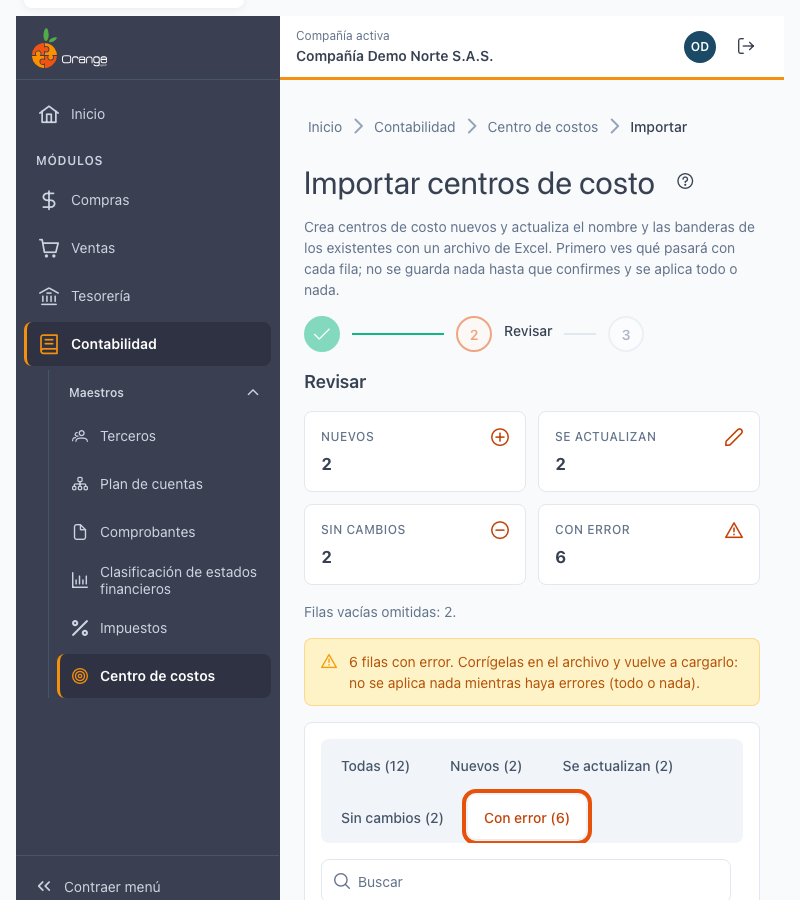 Orange
Compañía activa
Compañía Demo Norte S.A.S.
OD
Inicio
MÓDULOS
Compras
Ventas
Tesorería
Contabilidad
Maestros
Terceros
Plan de cuentas
Comprobantes
Clasificación de estados
financieros
Impuestos
Centro de costos
Contraer menú
Inicio
Contabilidad
Centro de costos
Importar
Importar centros de costo
Crea centros de costo nuevos y actualiza el nombre y las banderas de
los existentes con un archivo de Excel. Primero ves qué pasará con
cada fila; no se guarda nada hasta que confirmes y se aplica todo o
nada.
2
Revisar
3
Revisar
NUEVOS
2
SE ACTUALIZAN
2
SIN CAMBIOS
2
CON ERROR
6
Filas vacías omitidas: 2.
6 filas con error. Corrígelas en el archivo y vuelve a cargarlo:
no se aplica nada mientras haya errores (todo o nada).
Todas (12)
Nuevos (2)
Se actualizan (2)
Sin cambios (2)
Con error (6)
Buscar